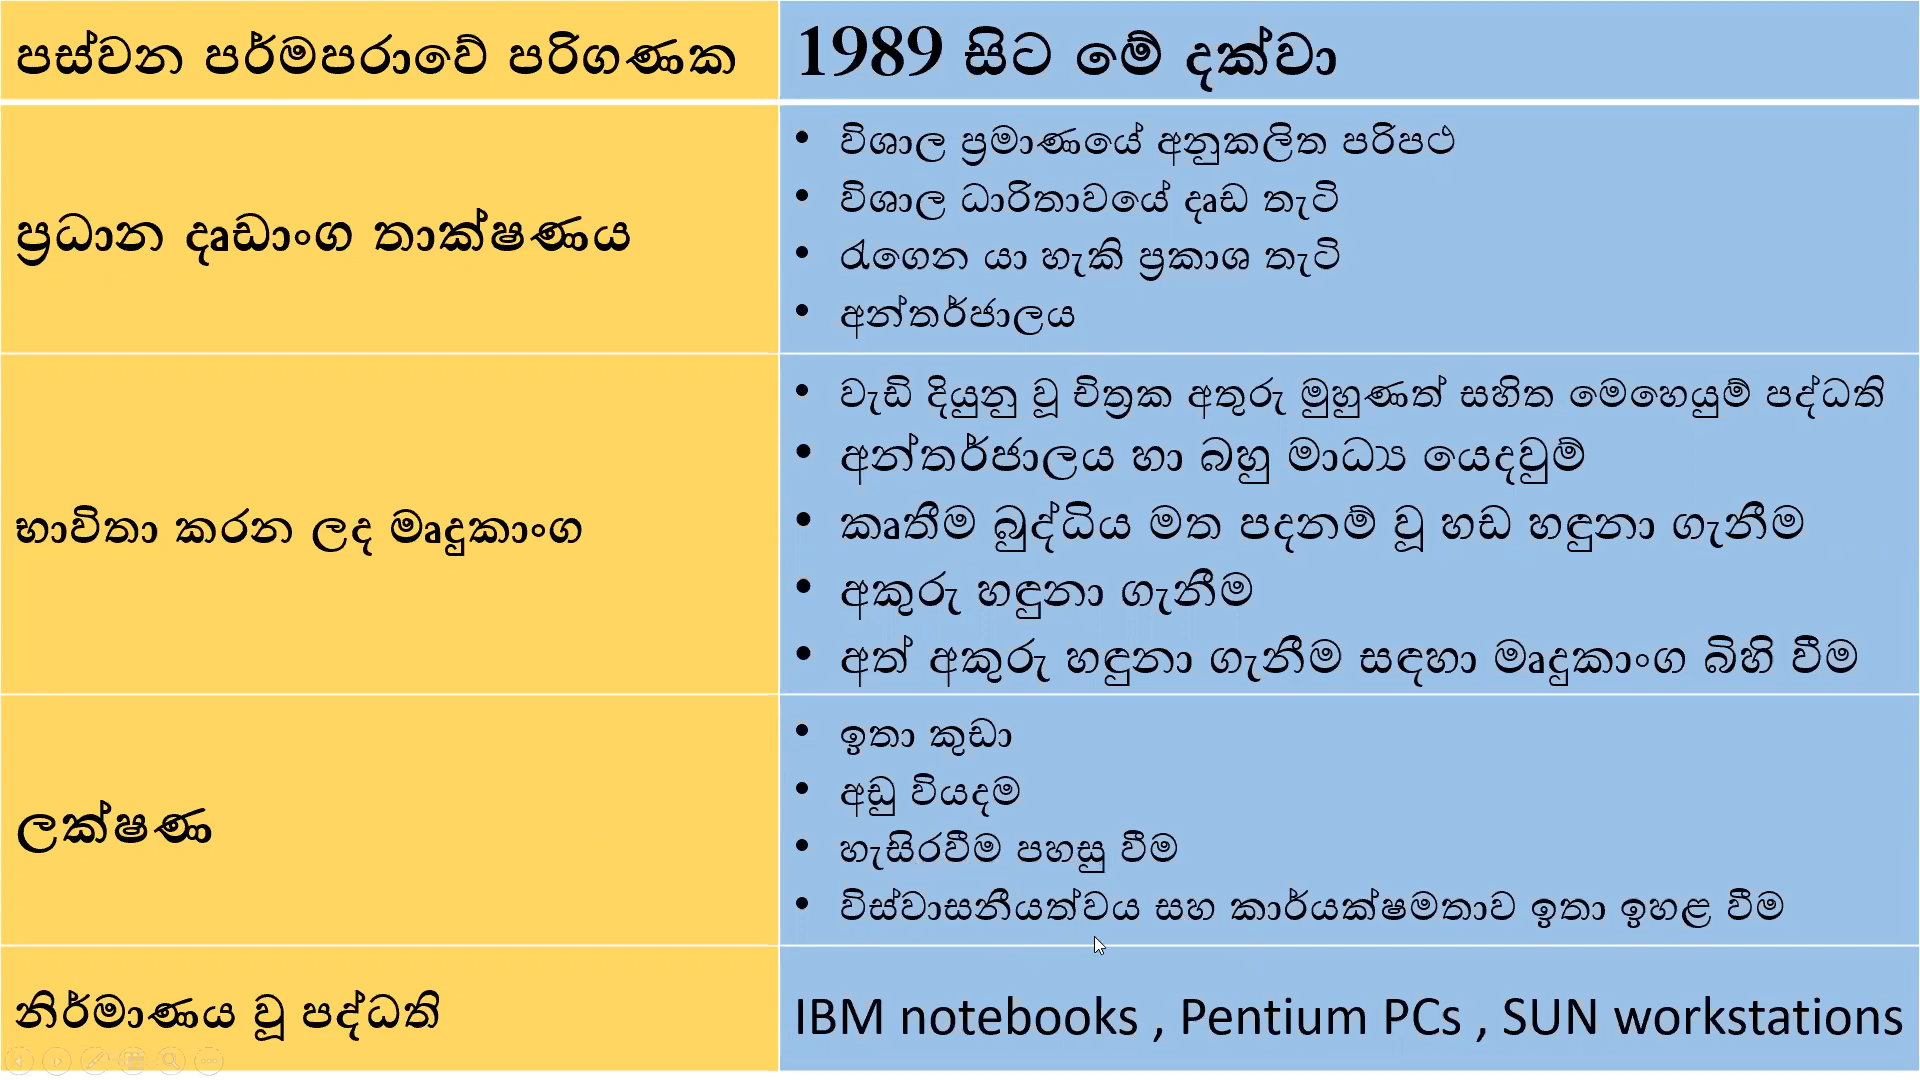 පස්වන පර්මපරාවේ පරිගණක
1989 සිට මේ දක්වා
ප්‍රධාන දෘඩාංග තාක්ෂණය
• විශාල ප්‍රමාණයේ අනුකලිත පරිපථ
• විශාල ධාරිතාවයේ දෘඩ තැටි
• රැගෙන යා හැකි ප්‍රකාශ තැටි
• අන්තර්ජාලය
භාවිතා කරන ලද මෘදුකාංග
• වැඩි දියුනු වූ චිත්‍රක අතුරු මුහුණත් සහිත මෙහෙයුම් පද්ධති
• අන්තර්ජාලය හා බහු මාධ්‍ය යෙදවුම්
• කෘතීම බුද්ධිය මත පදනම් වූ හඩ හඳුනා ගැනීම
• අකුරු හඳුනා ගැනීම
• අත් අකුරු හඳුනා ගැනීම සඳහා මෘදුකාංග බිහි වීම
ලක්ෂණ
• ඉතා කුඩා
• අඩු වියදම
• හැසිරවීම පහසු වීම
• විස්වාසනීයත්වය සහ කාර්යක්ෂමතාව ඉතා ඉහළ වීම
නිර්මාණය වූ පද්ධති
IBM notebooks , Pentium PCs , SUN workstations